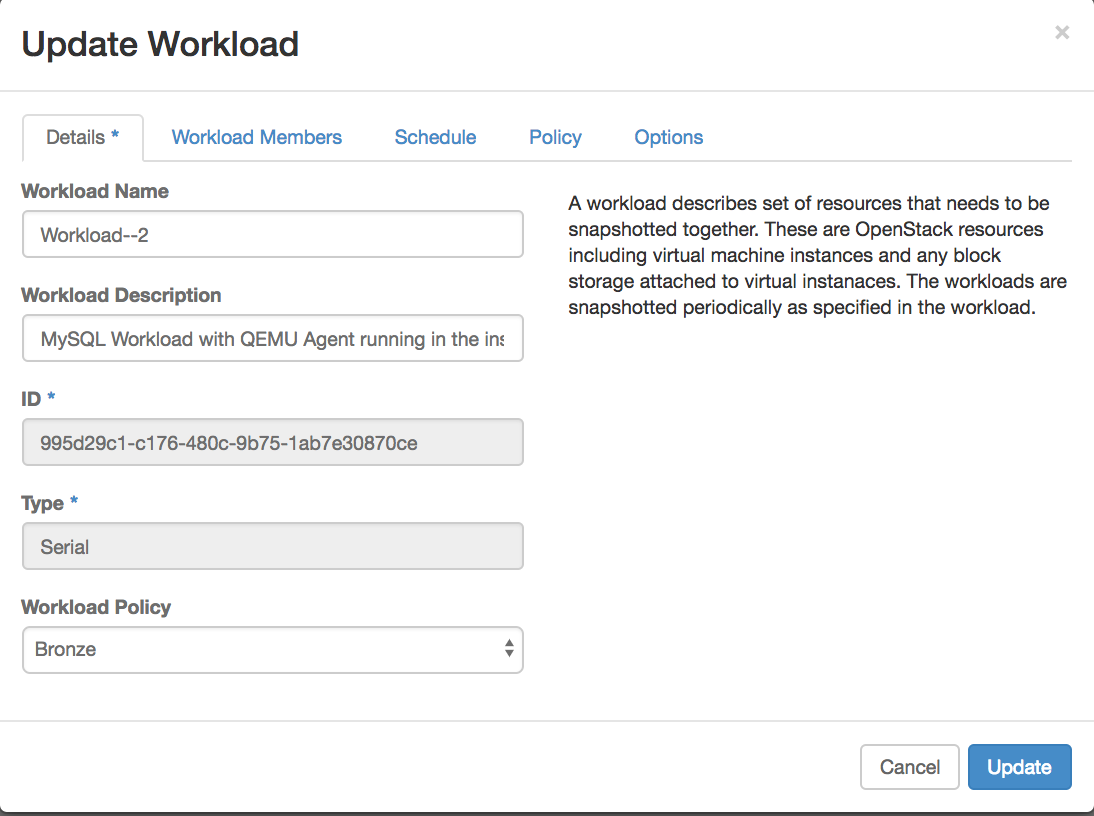 Update Workload
×
Details *
Workload Members
Schedule
Policy
Options
Workload Name
Workload--2
Workload Description
MySQL Workload with QEMU Agent running in the ins
ID *
995d29c1-c176-480c-9b75-1ab7e30870ce
Type *
Serial
Workload Policy
Bronze
A workload describes set of resources that needs to be
snapshotted together. These are OpenStack resources
including virtual machine instances and any block
storage attached to virtual instanaces. The workloads are
snapshotted periodically as specified in the workload.
Cancel
Update